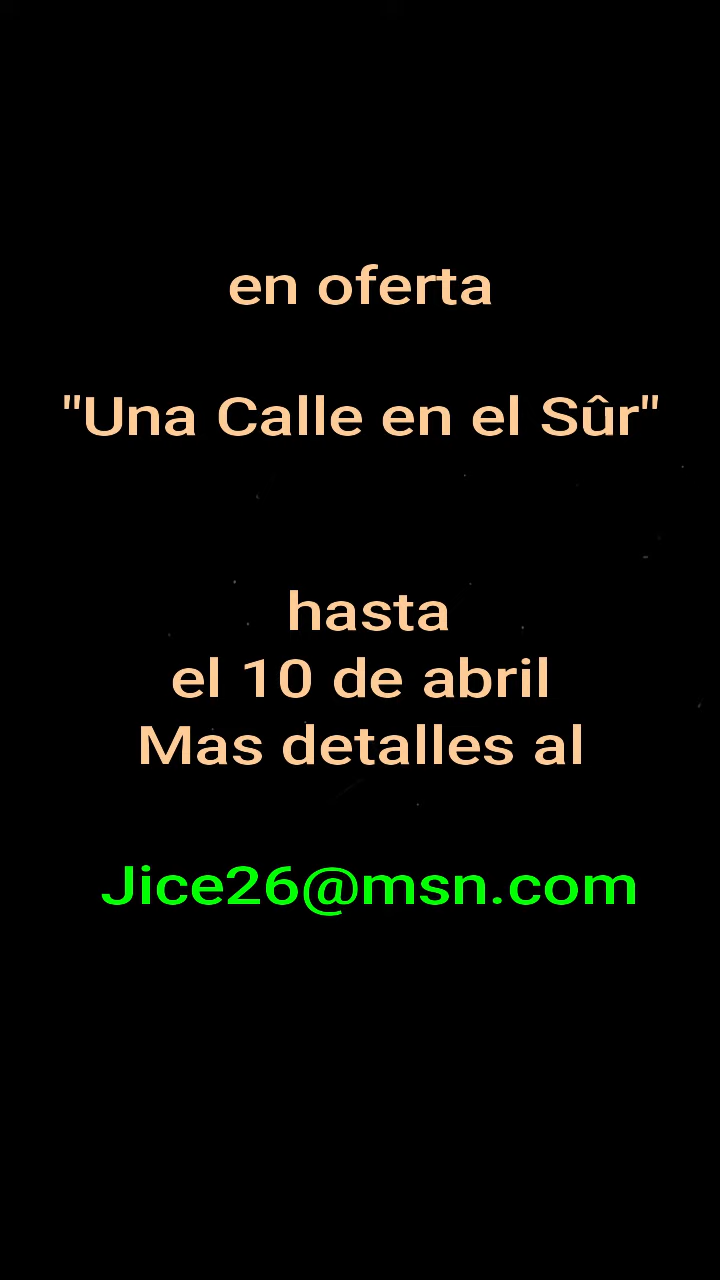 en oferta
"Una Calle en el Sûr"
hasta
el 10 de abril
Mas detalles al
Jice26@msn.com